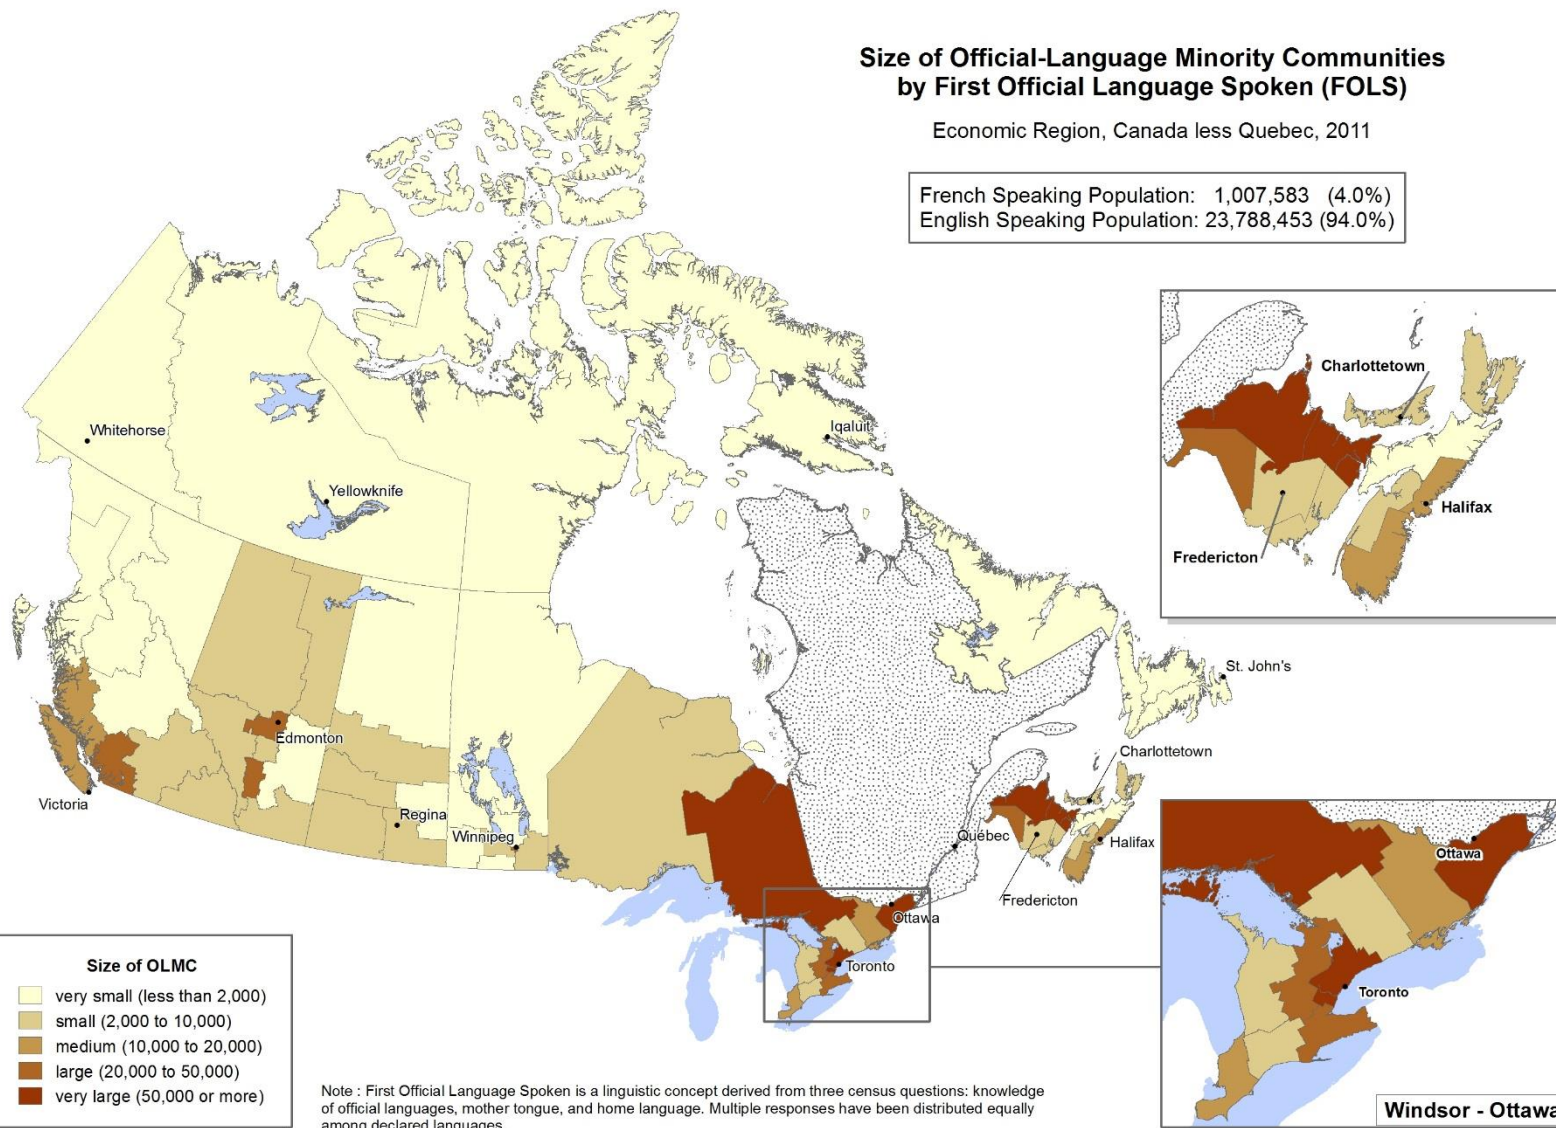 Size of Official-Language Minority Communities
by First Official Language Spoken (FOLS)
Economic Region, Canada less Quebec, 2011
French Speaking Population: 1,007,583 (4.0%)
English Speaking Population: 23,788,453 (94.0%)
Charlottetown
Halifax
Fredericton
Whitehorse
Yellowknife
Iqaluit
St. John's
Edmonton
Victoria
Regina
Winnipeg
Québec
Charlottetown
Halifax
Fredericton
Ottawa
Toronto
Ottawa
Toronto
Windsor - Ottawa
Size of OLMC
very small (less than 2,000)
small (2,000 to 10,000)
medium (10,000 to 20,000)
large (20,000 to 50,000)
very large (50,000 or more)
Note : First Official Language Spoken is a linguistic concept derived from three census questions: knowledge
of official languages, mother tongue, and home language. Multiple responses have been distributed equally
among declared languages.